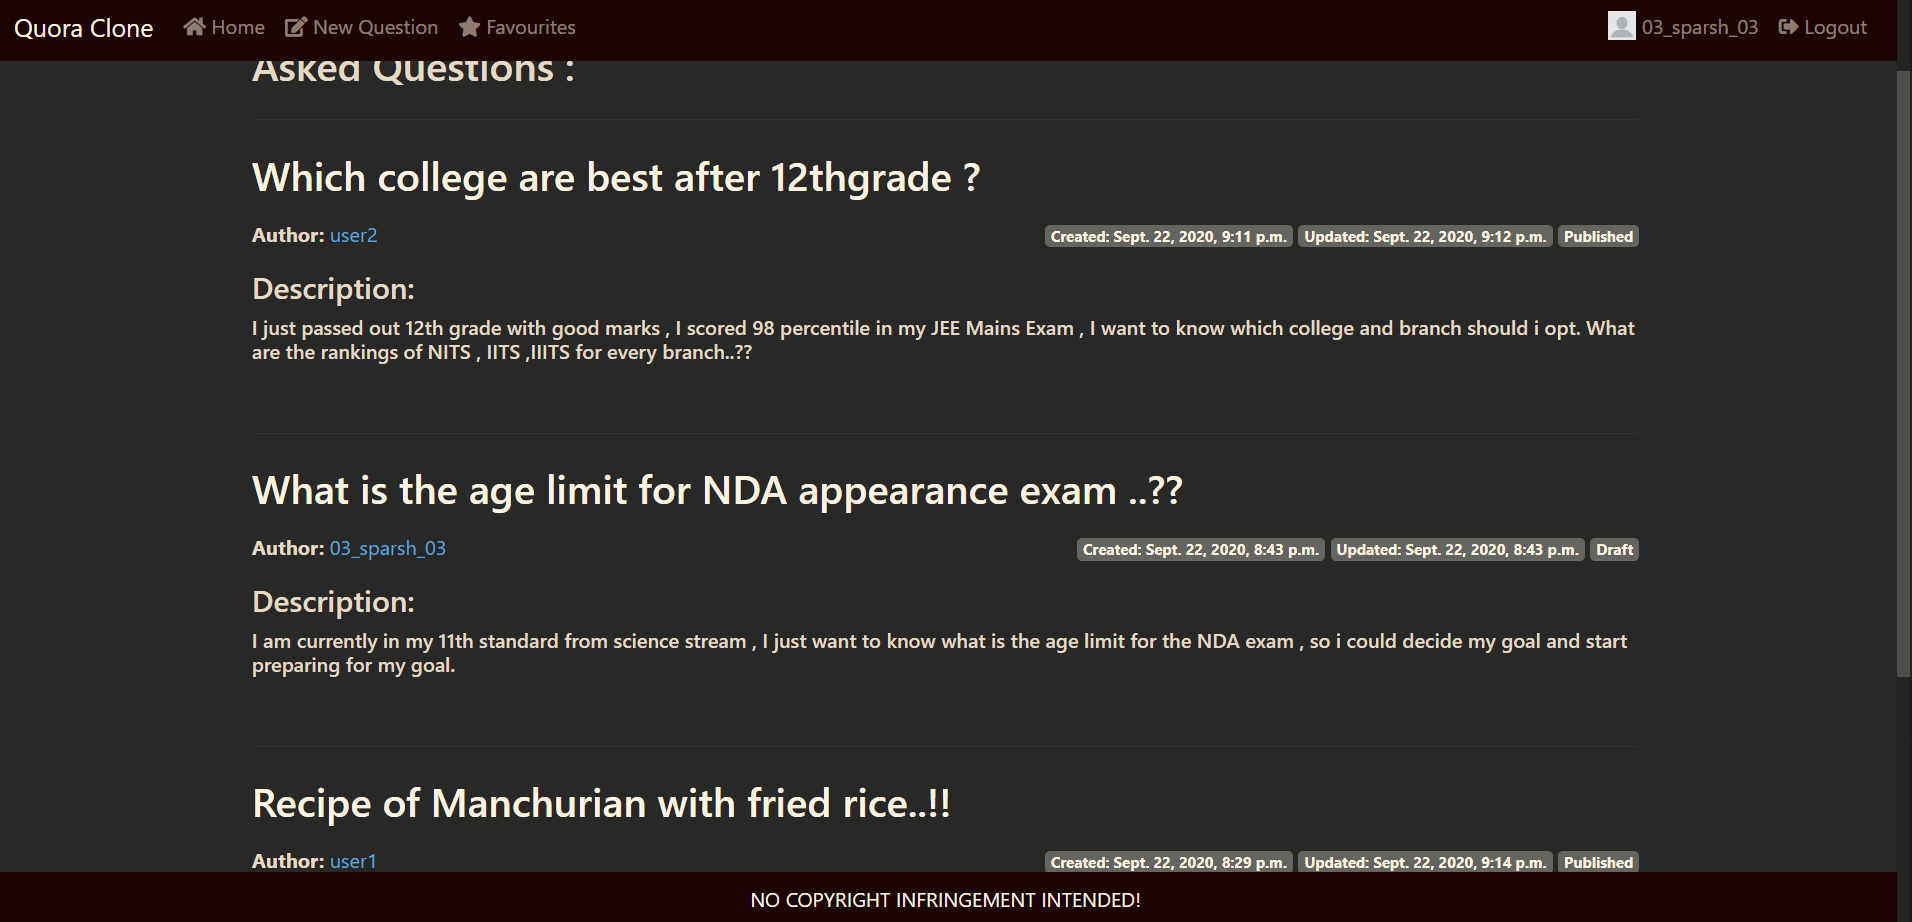 Quora Clone Home New Question Favourites 03_sparsh_03 Logout
Asked Questions :
Which college are best after 12thgrade ?
Author: user2 Created: Sept. 22, 2020, 9:11 p.m. Updated: Sept. 22, 2020, 9:12 p.m. Published
Description:
I just passed out 12th grade with good marks , I scored 98 percentile in my JEE Mains Exam , I want to know which college and branch should i opt. What
are the rankings of NITS , IITS ,IIITS for every branch..??
What is the age limit for NDA appearance exam ..??
Author: 03_sparsh_03 Created: Sept. 22, 2020, 8:43 p.m. Updated: Sept. 22, 2020, 8:43 p.m. Draft
Description:
I am currently in my 11th standard from science stream , I just want to know what is the age limit for the NDA exam , so i could decide my goal and start
preparing for my goal.
Recipe of Manchurian with fried rice..!!
Author: user1 Created: Sept. 22, 2020, 8:29 p.m. Updated: Sept. 22, 2020, 9:14 p.m. Published
NO COPYRIGHT INFRINGEMENT INTENDED!